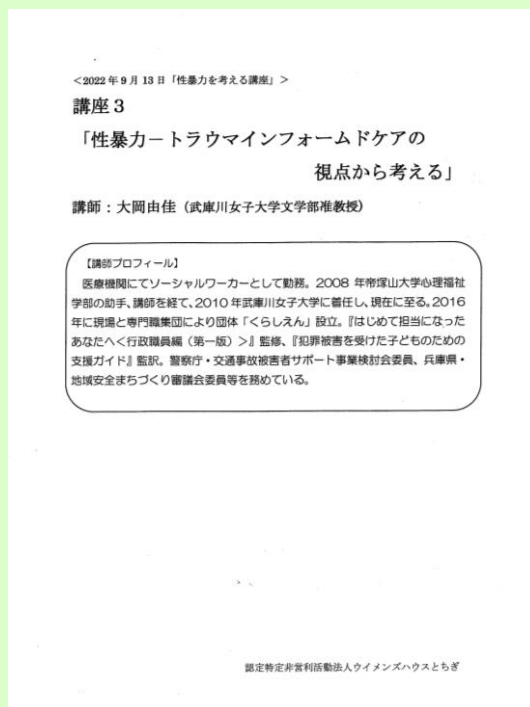 <2022年9月13日「性暴力を考える講座」>
講座3
「性暴力－トラウマインフォームドケアの
視点から考える」
講師：大岡由佳（武庫川女子大学文学部准教授）
【講師プロフィール】
医療機関にてソーシャルワーカーとして勤務。2008年帝塚山大学心理福祉
学部の助手、講師を経て、2010年武庫川女子大学に着任し、現在に至る。2016
年に現場と専門職集団により団体「くらしえん」設立。『はじめて担当になった
あなたへ<行政職員編（第一版）>』監修、『犯罪被害を受けた子どものための
支援ガイド』監訳。警察庁・交通事故被害者サポート事業検討会委員、兵庫県・
地域安全まちづくり審議会委員等を務めている。
認定特定非営利活動法人ウイメンズハウスとちぎ